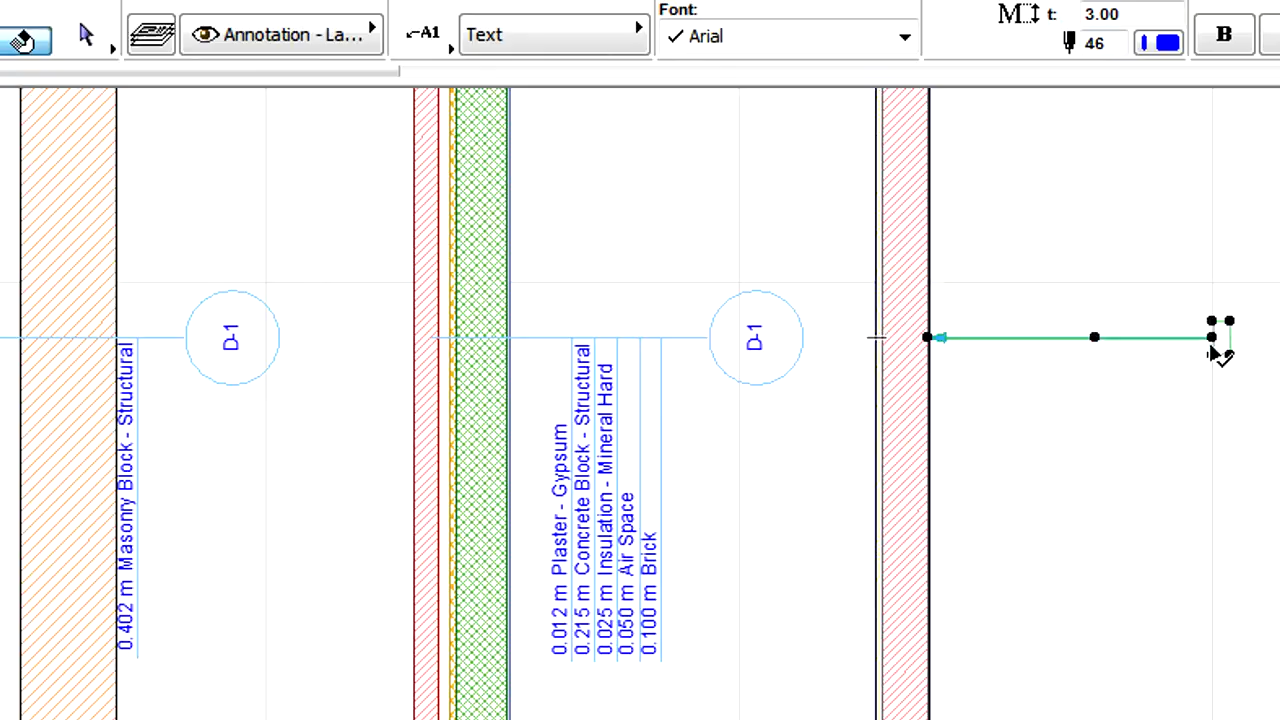 Font:
Annotation - La...
A1
Text
✓ Arial
M t: 3.00
46
B
D-1
D-1
0.402 m Masonry Block - Structural
0.012 m Plaster - Gypsum
0.215 m Concrete Block - Structural
0.025 m Insulation - Mineral Hard
0.050 m Air Space
0.100 m Brick